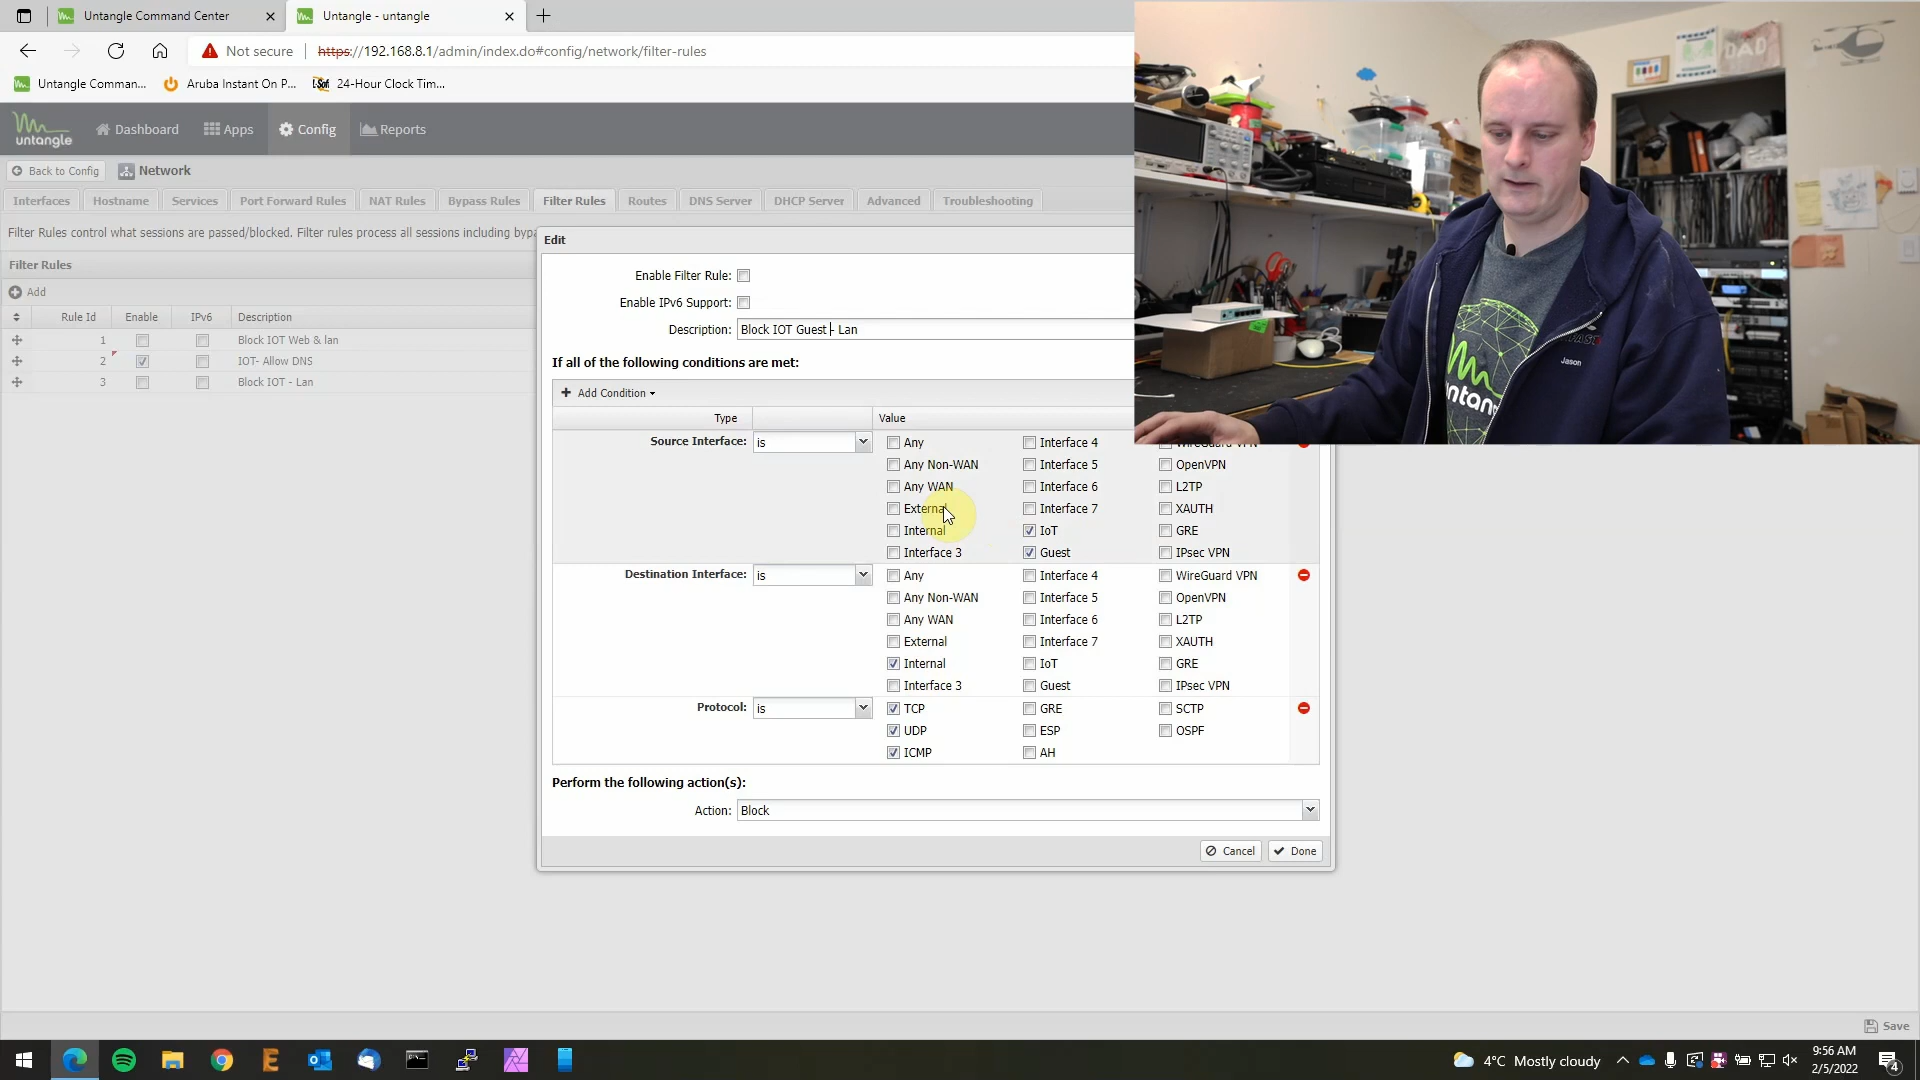 Untangle Command Center
Untangle - untangle
Not secure
https://192.168.8.1/admin/index.do#config/network/filter-rules
Untangle Comman...
Aruba Instant On P...
24-Hour Clock Tim...
untangle
Dashboard
Apps
Config
Reports
Back to Config
Network
Interfaces
Hostname
Services
Port Forward Rules
NAT Rules
Bypass Rules
Filter Rules
Routes
DNS Server
DHCP Server
Advanced
Troubleshooting
Filter Rules control what sessions are passed/blocked. Filter rules process all sessions including
Filter Rules
Add
Rule Id Enable IPv6 Description
1 Block IOT Web & lan
2 IOT- Allow DNS
3 Block IOT - Lan
Edit
Enable Filter Rule:
Enable IPv6 Support:
Description: Block IOT Guest - Lan
If all of the following conditions are met:
Add Condition
Type Value
Source Interface: is
Any Interface 4 WireGuard VPN
Any Non-WAN Interface 5 OpenVPN
Any WAN Interface 6 L2TP
External Interface 7 XAUTH
Internal IoT GRE
Interface 3 Guest IPsec VPN
Destination Interface: is
Any Interface 4 WireGuard VPN
Any Non-WAN Interface 5 OpenVPN
Any WAN Interface 6 L2TP
External Interface 7 XAUTH
Internal IoT GRE
Interface 3 Guest IPsec VPN
Protocol: is
TCP GRE SCTP
UDP ESP OSPF
ICMP AH
Perform the following action(s):
Action: Block
Cancel
Done
DAD
Jason
Save
4°C Mostly cloudy
9:56 AM
2/5/2022
4